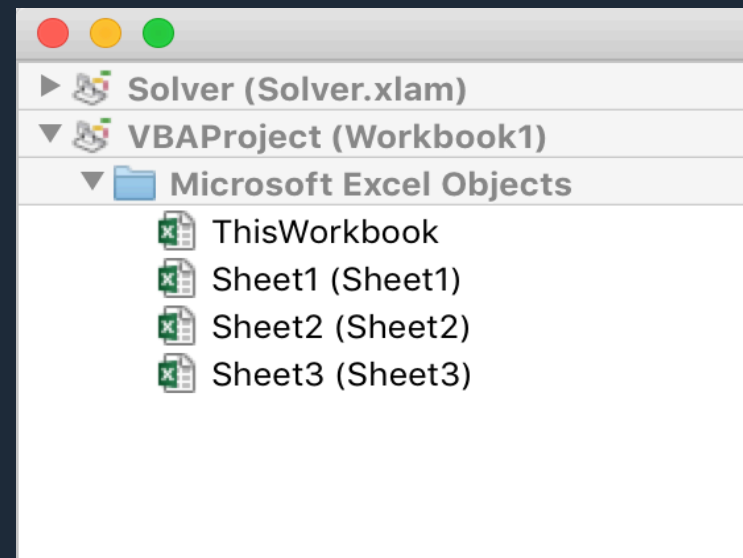 Solver (Solver.xlam)
VBAProject (Workbook1)
Microsoft Excel Objects
ThisWorkbook
Sheet1 (Sheet1)
Sheet2 (Sheet2)
Sheet3 (Sheet3)